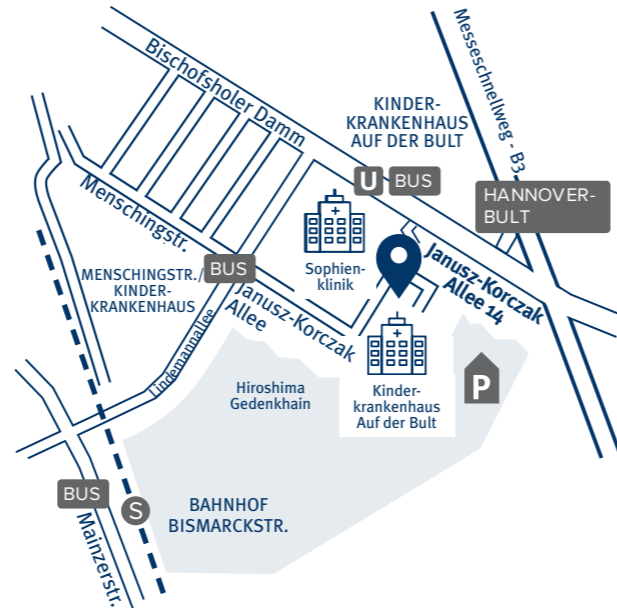 Bischofsholer Damm
Messeschnellweg - B3
KINDER-
KRANKENHAUS
AUF DER BULT
U BUS
HANNOVER-
BULT
Menschingstr.
Sophien-
klinik
Janusz-Korczak
Allee 14
MENSCHINGSTR./
KINDER-
KRANKENHAUS
BUS
Janusz-Korczak
Allee
Lindemannallee
Hiroshima
Gedenkhain
Kinder-
krankenhaus
Auf der Bult
P
BUS
S
BAHNHOF
BISMARCKSTR.
Mainzerstr.